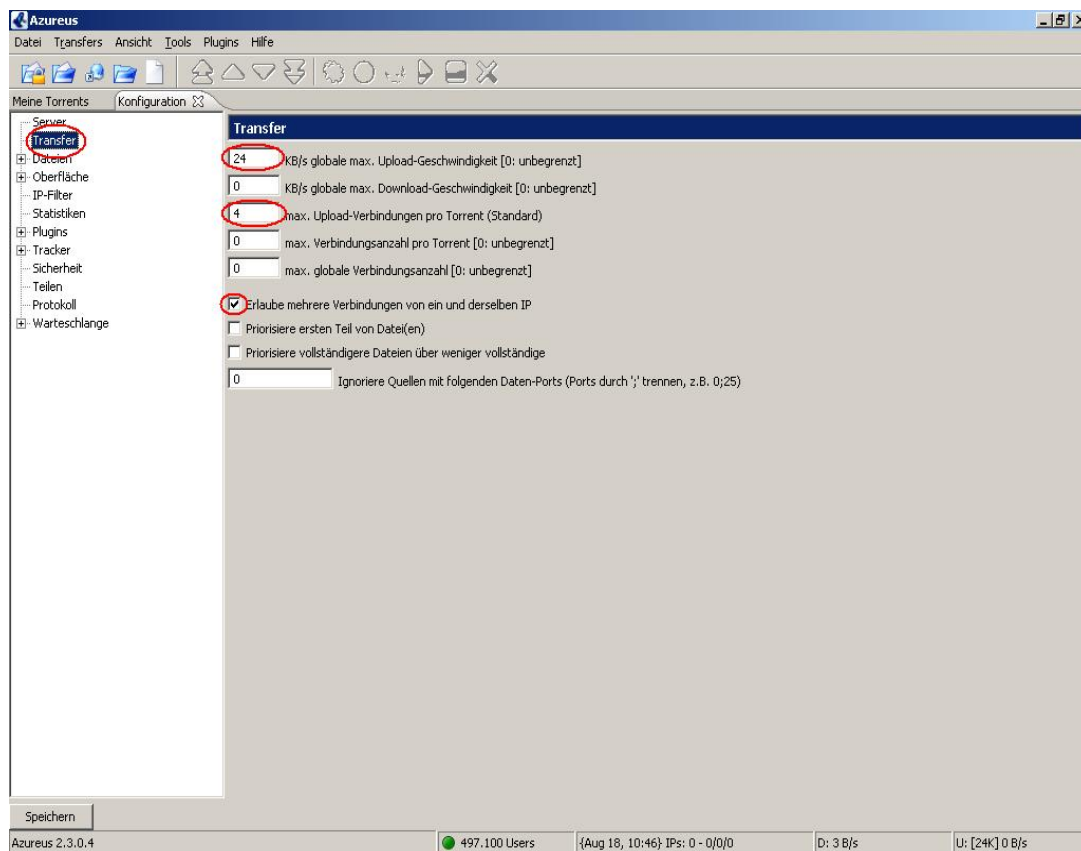 Azureus
Datei Transfers Ansicht Tools Plugins Hilfe
Meine Torrents Konfiguration
Server
Transfer
Dateien
Oberfläche
IP-Filter
Statistiken
Plugins
Tracker
Sicherheit
Teilen
Protokoll
Warteschlange
Transfer
24 KB/s globale max. Upload-Geschwindigkeit [0: unbegrenzt]
0 KB/s globale max. Download-Geschwindigkeit [0: unbegrenzt]
4 max. Upload-Verbindungen pro Torrent (Standard)
0 max. Verbindungsanzahl pro Torrent [0: unbegrenzt]
0 max. globale Verbindungsanzahl [0: unbegrenzt]
Erlaube mehrere Verbindungen von ein und derselben IP
Priorisiere ersten Teil von Datei(en)
Priorisiere vollständigere Dateien über weniger vollständige
0 Ignoriere Quellen mit folgenden Daten-Ports (Ports durch ';' trennen, z.B. 0;25)
Speichern
Azureus 2.3.0.4 497.100 Users {Aug 18, 10:46} IPs: 0 - 0/0/0 D: 3 B/s U: [24K] 0 B/s